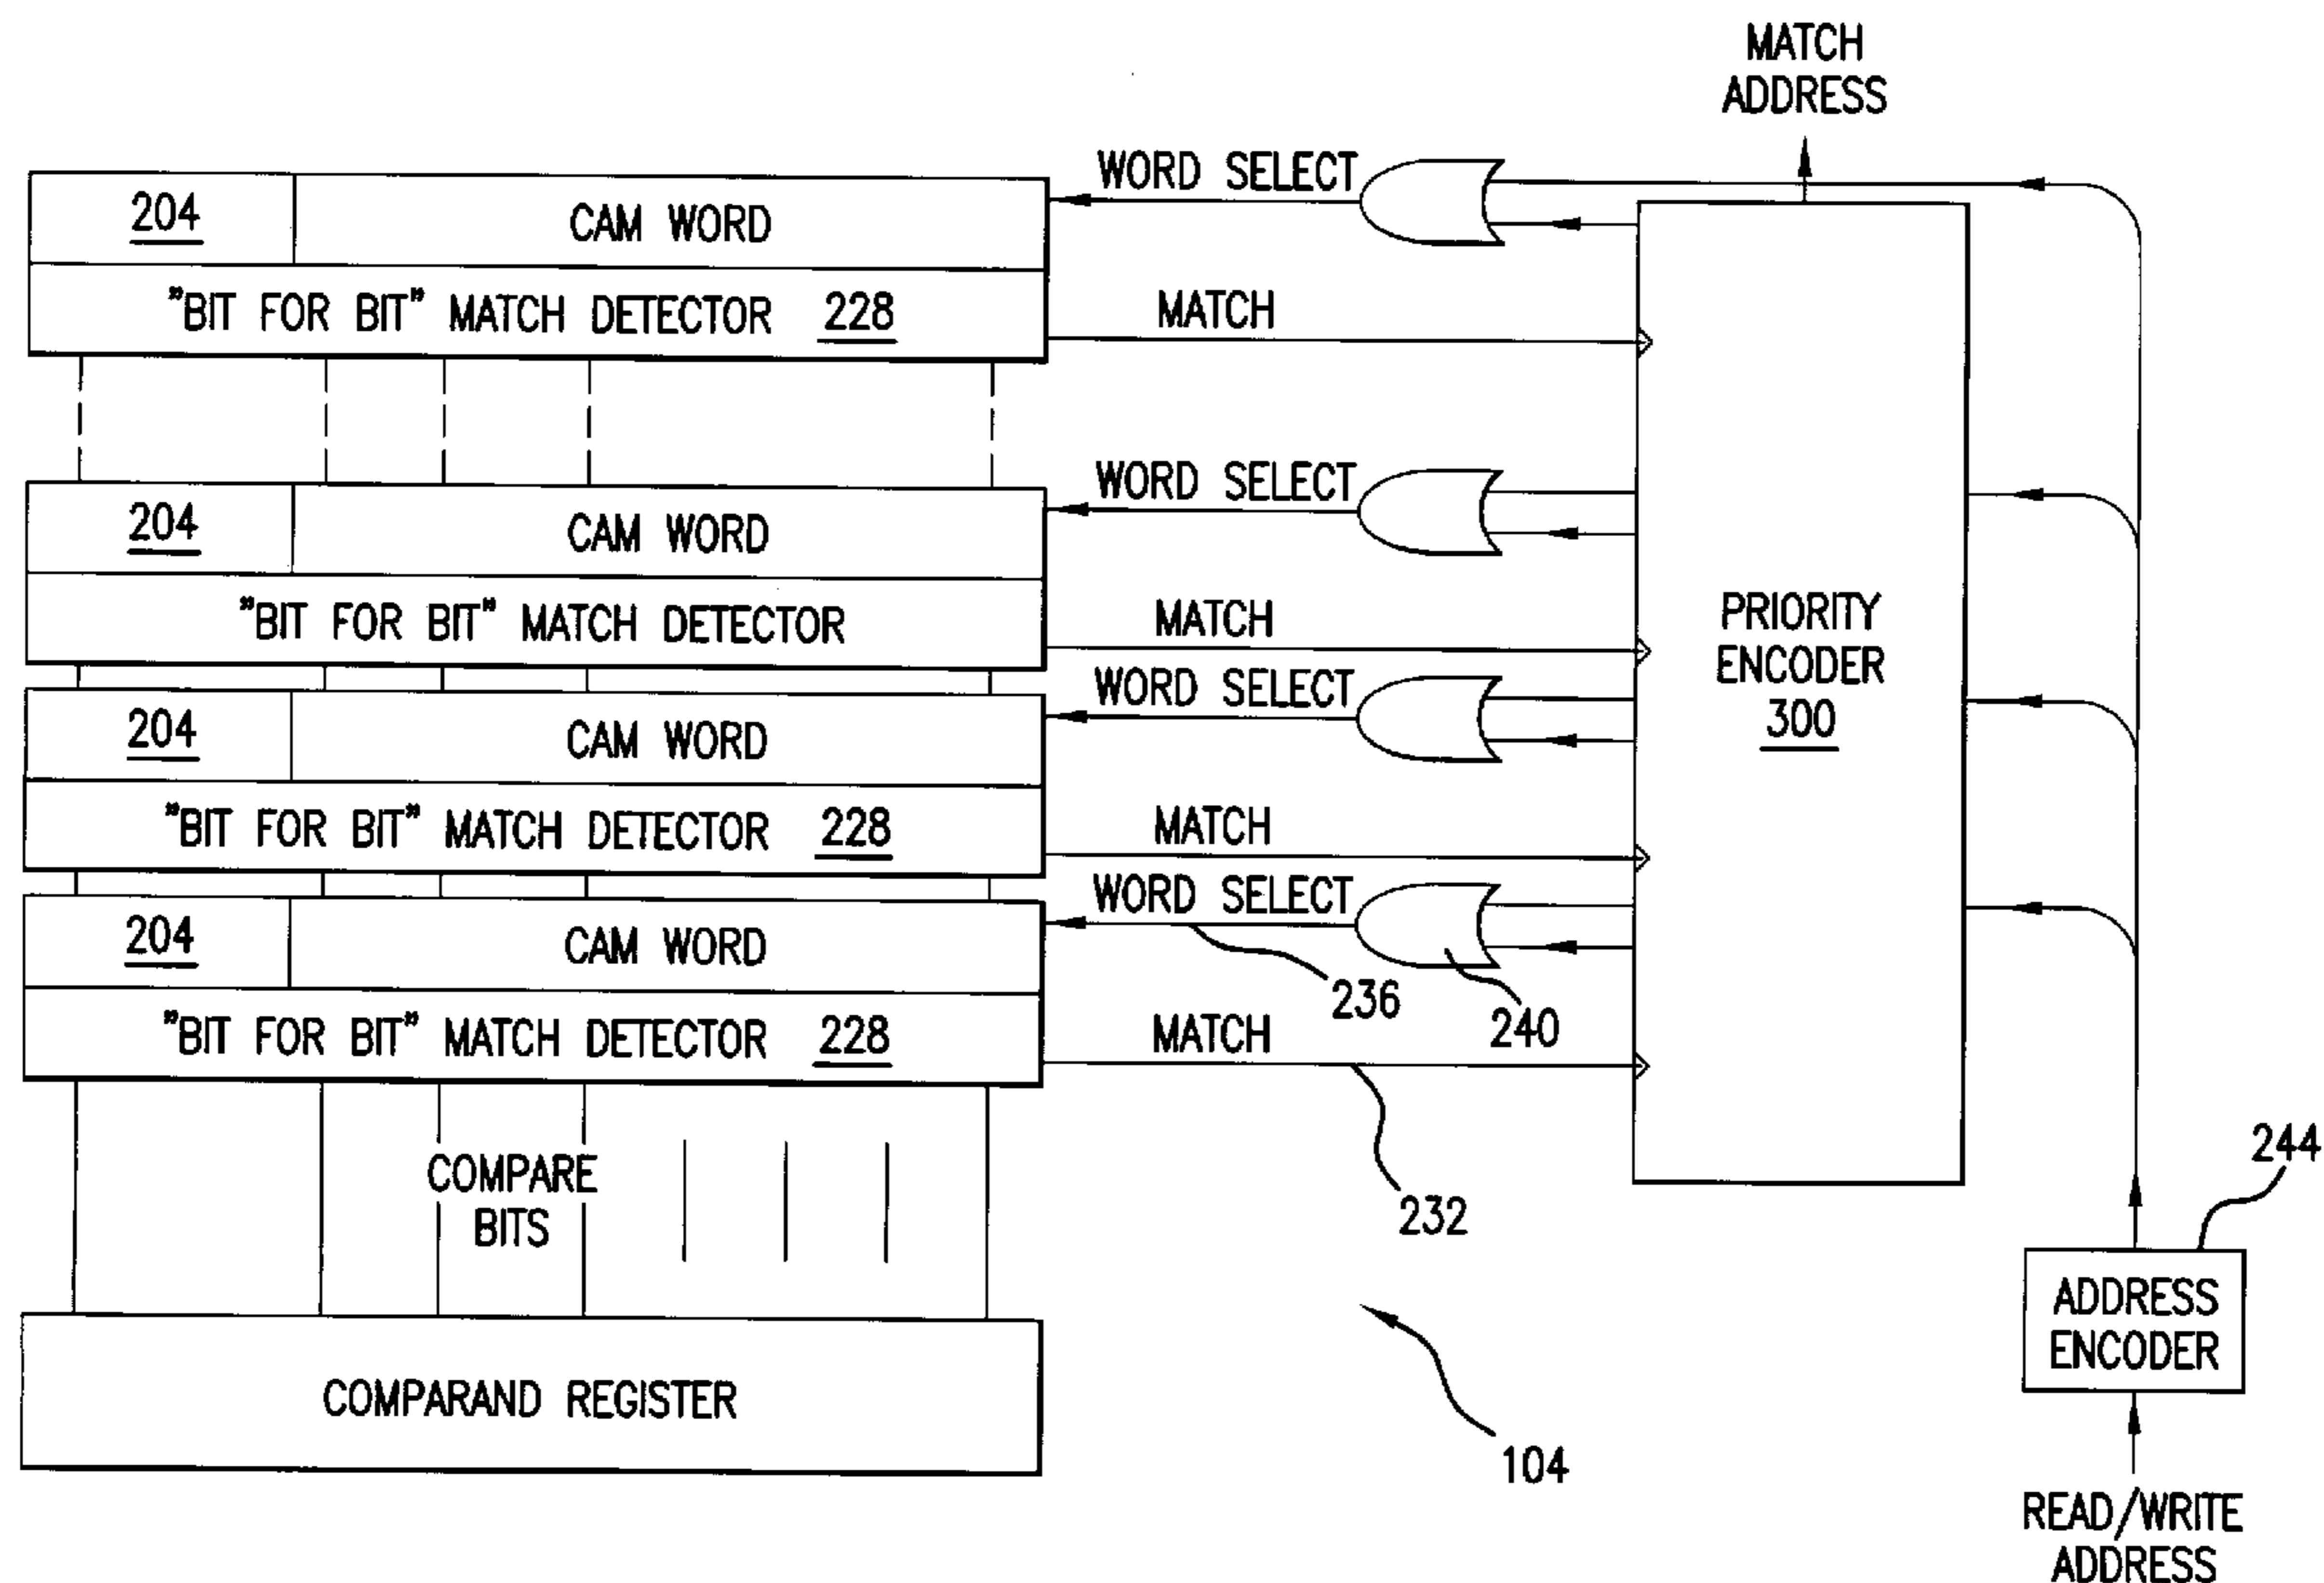 MATCH
ADDRESS
WORD SELECT
204 CAM WORD
"BIT FOR BIT" MATCH DETECTOR 228
MATCH
WORD SELECT
204 CAM WORD
"BIT FOR BIT" MATCH DETECTOR
MATCH
PRIORITY
ENCODER
300
WORD SELECT
204 CAM WORD
"BIT FOR BIT" MATCH DETECTOR 228
MATCH
WORD SELECT
204 CAM WORD
236
240
"BIT FOR BIT" MATCH DETECTOR 228
MATCH
232
244
COMPARE
BITS
ADDRESS
ENCODER
COMPARAND REGISTER
104
READ/WRITE
ADDRESS